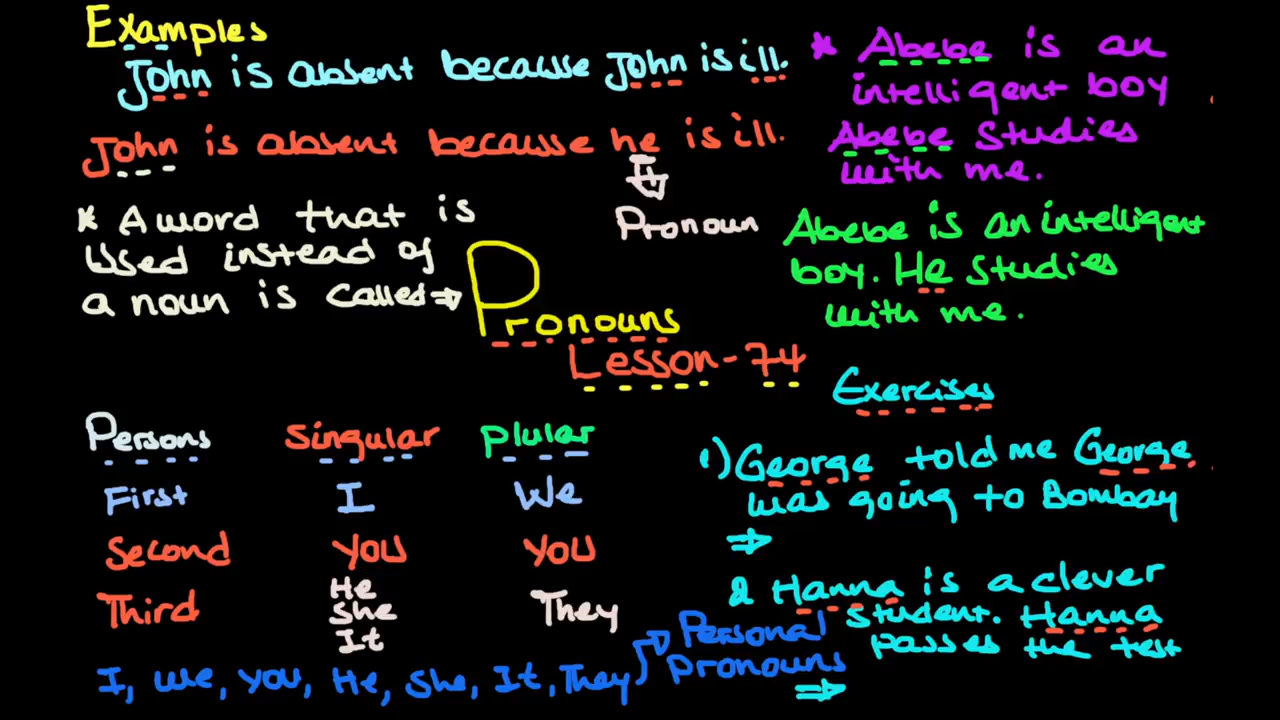 Examples
John is absent because John is ill.
John is absent because he is ill.
Pronoun
* A word that is
Used instead of
a noun is called ⇒
Pronouns
Lesson-74
* Abebe is an
intelligent boy
Abebe Studies
with me.
Abebe is an intelligent
boy. He studies
with me.
Persons Singular Plular
First I We
Second You You
Third He They
She
It
I, We, you, He, She, It, They
Personal
pronouns
Exercises
1) George told me George
was going to Bombay
⇒
2 Hanna is a clever
student. Hanna
passes the test
⇒